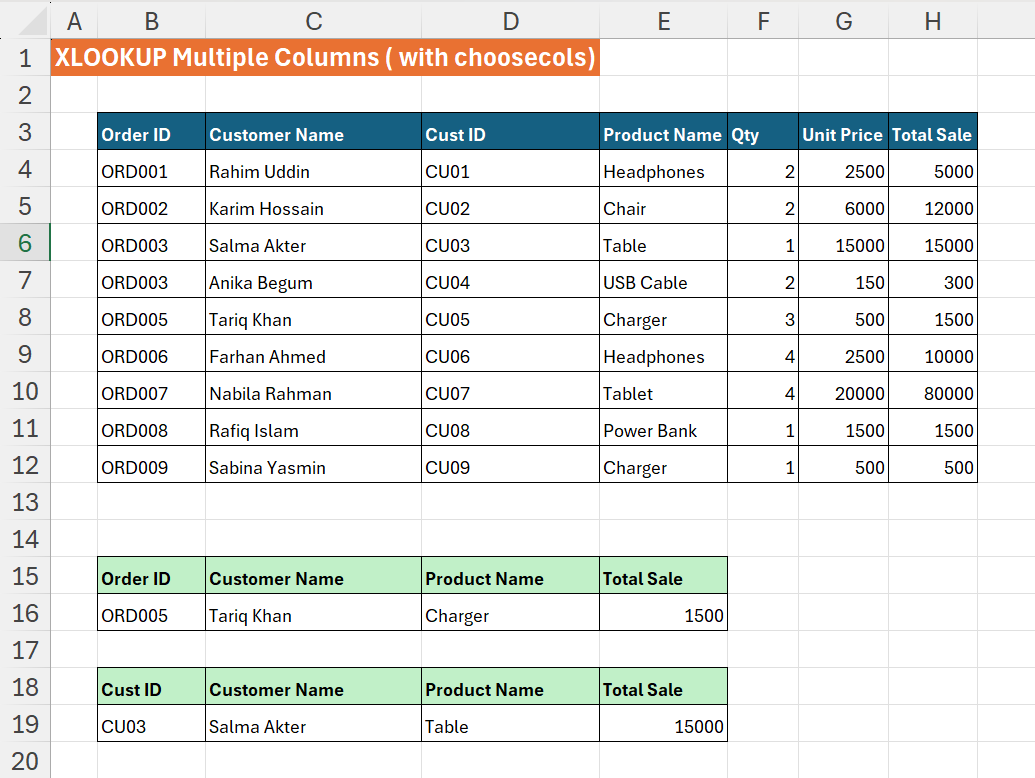 A B C D E F G H
1 XLOOKUP Multiple Columns ( with choosecols)
2
3 Order ID Customer Name Cust ID Product Name Qty Unit Price Total Sale
4 ORD001 Rahim Uddin CU01 Headphones 2 2500 5000
5 ORD002 Karim Hossain CU02 Chair 2 6000 12000
6 ORD003 Salma Akter CU03 Table 1 15000 15000
7 ORD003 Anika Begum CU04 USB Cable 2 150 300
8 ORD005 Tariq Khan CU05 Charger 3 500 1500
9 ORD006 Farhan Ahmed CU06 Headphones 4 2500 10000
10 ORD007 Nabila Rahman CU07 Tablet 4 20000 80000
11 ORD008 Rafiq Islam CU08 Power Bank 1 1500 1500
12 ORD009 Sabina Yasmin CU09 Charger 1 500 500
13
14
15 Order ID Customer Name Product Name Total Sale
16 ORD005 Tariq Khan Charger 1500
17
18 Cust ID Customer Name Product Name Total Sale
19 CU03 Salma Akter Table 15000
20